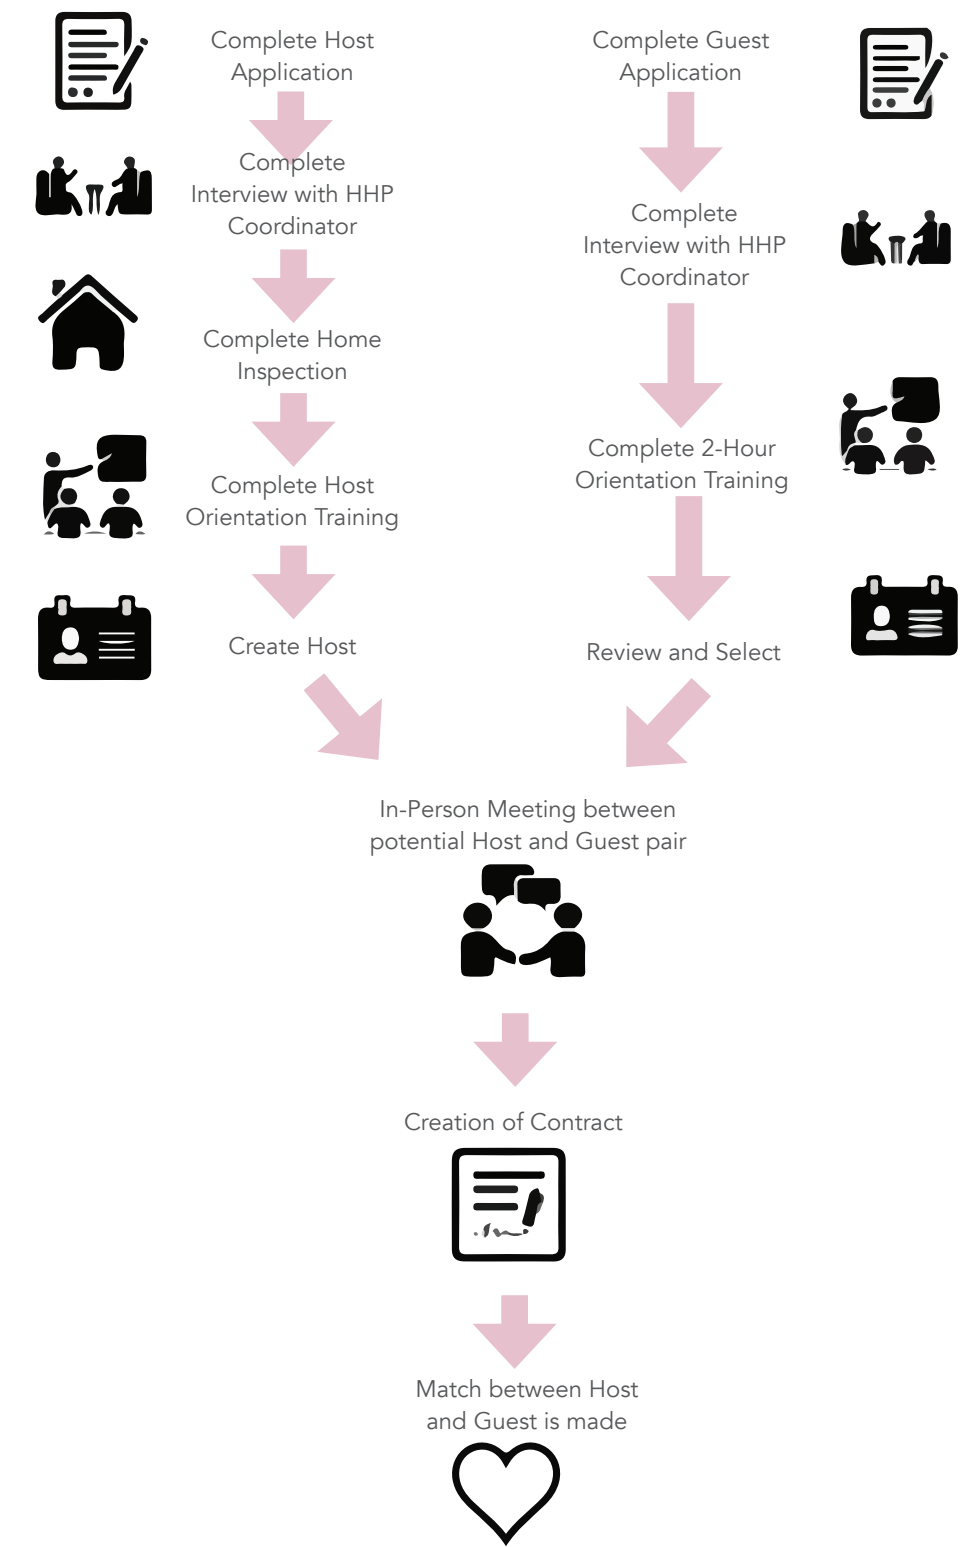 Complete Host
Application
Complete
Interview with HHP
Coordinator
Complete Home
Inspection
Complete Host
Orientation Training
Create Host
Complete Guest
Application
Complete
Interview with HHP
Coordinator
Complete 2-Hour
Orientation Training
Review and Select
In-Person Meeting between
potential Host and Guest pair
Creation of Contract
Match between Host
and Guest is made